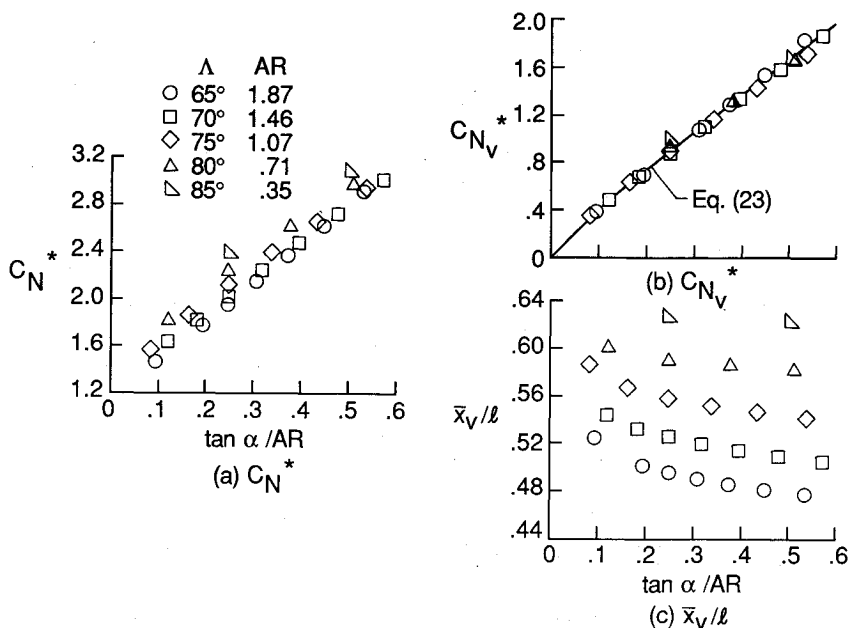 Λ AR
65° 1.87
70° 1.46
75° 1.07
80° .71
85° .35
3.2
2.8
2.4
2.0
1.6
1.2
C_N*
0 .1 .2 .3 .4 .5 .6
tan α /AR
(a) C_N*
2.0
1.6
1.2
.8
.4
0
C_Nv*
Eq. (23)
(b) C_Nv*
.64
.60
.56
.52
.48
.44
x̄_v/ℓ
0 .1 .2 .3 .4 .5 .6
tan α /AR
(c) x̄_v/ℓ